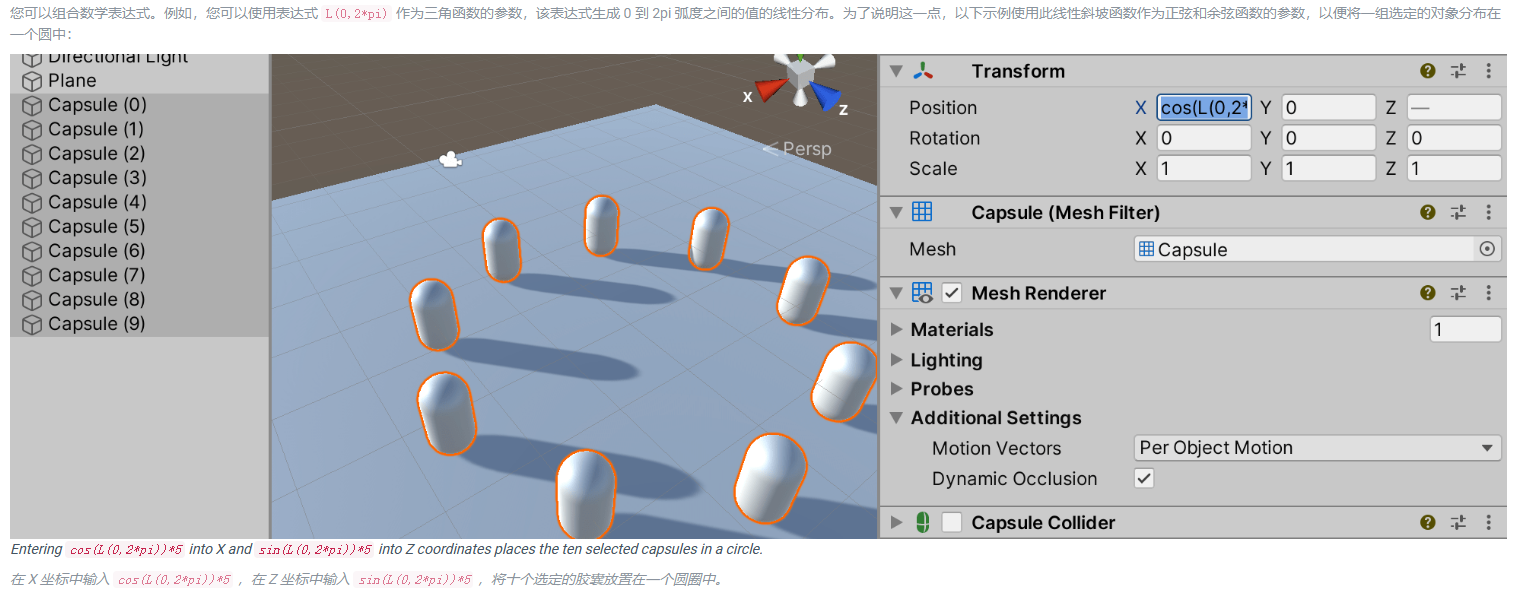 您可以组合数学表达式。例如，您可以使用表达式 L(0,2*pi) 作为三角函数的参数，该表达式生成 0 到 2pi 弧度之间的值的线性分布。为了说明这一点，以下示例使用此线性斜坡函数作为正弦和余弦函数的参数，以便将一组选定的对象分布在
一个圆中：
Directional Light
Plane
Capsule (0)
Capsule (1)
Capsule (2)
Capsule (3)
Capsule (4)
Capsule (5)
Capsule (6)
Capsule (7)
Capsule (8)
Capsule (9)
X
Z
Persp
Transform
Position X cos(L(0,2* Y 0 Z —
Rotation X 0 Y 0 Z 0
Scale X 1 Y 1 Z 1
Capsule (Mesh Filter)
Mesh Capsule
Mesh Renderer
Materials 1
Lighting
Probes
Additional Settings
Motion Vectors Per Object Motion
Dynamic Occlusion
Capsule Collider
Entering cos(L(0,2*pi))*5 into X and sin(L(0,2*pi))*5 into Z coordinates places the ten selected capsules in a circle.
在 X 坐标中输入 cos(L(0,2*pi))*5 ，在 Z 坐标中输入 sin(L(0,2*pi))*5 ，将十个选定的胶囊放置在一个圆圈中。